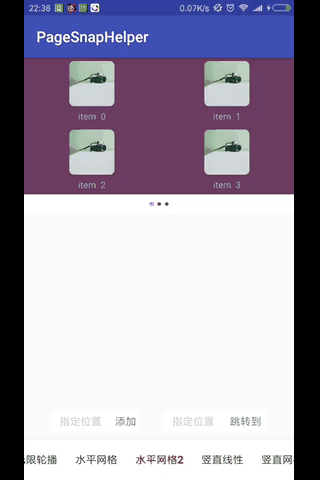 22:38 0.07K/s
PageSnapHelper
item 0 item 1
item 2 item 3
指定位置 添加 指定位置 跳转到
限轮播 水平网格 水平网格2 竖直线性 竖直网